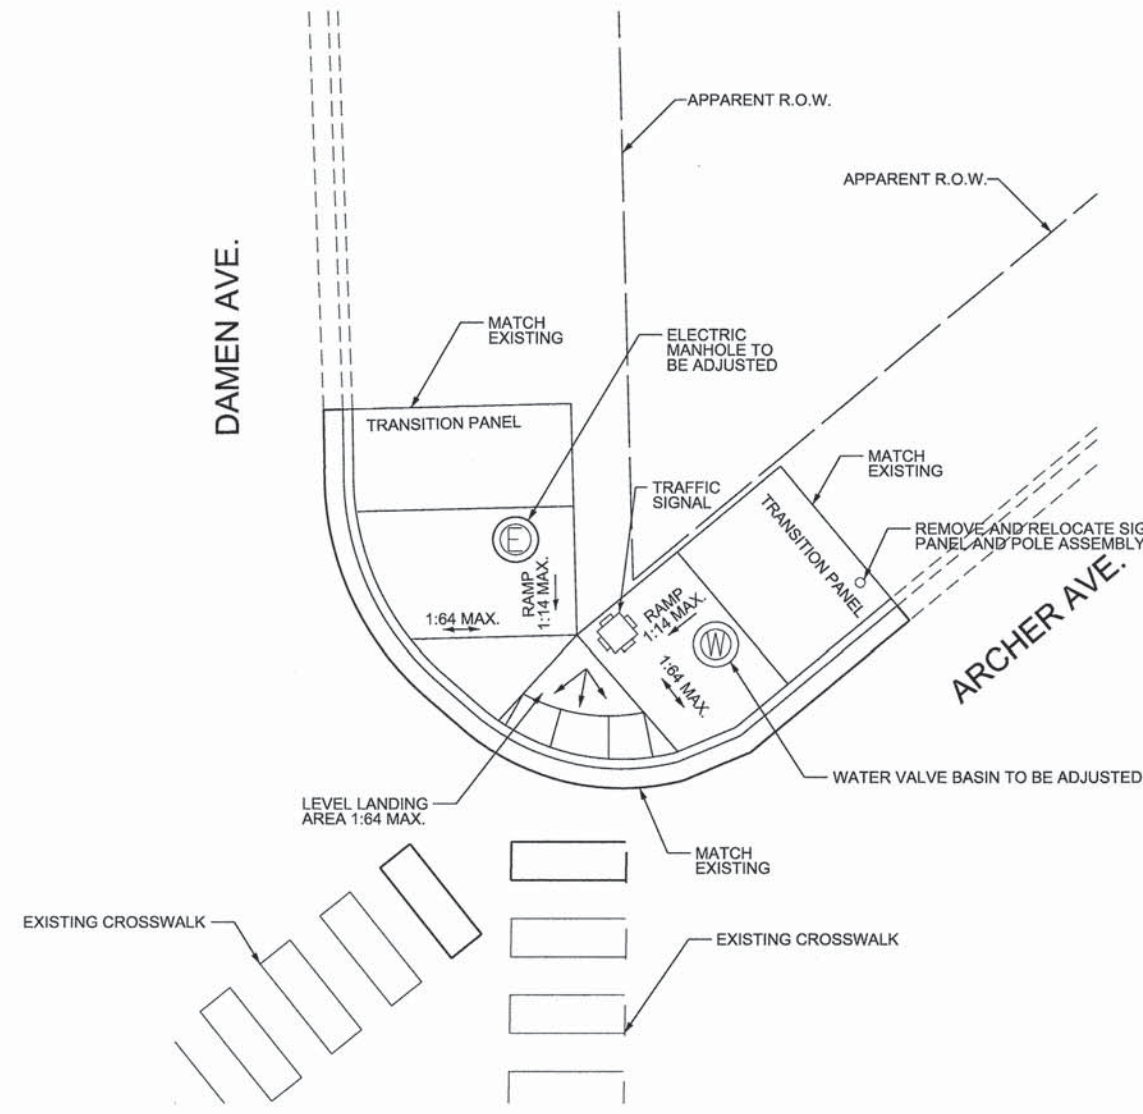 APPARENT R.O.W.
APPARENT R.O.W.
DAMEN AVE.
MATCH
EXISTING
ELECTRIC
MANHOLE TO
BE ADJUSTED
TRANSITION PANEL
MATCH
EXISTING
TRAFFIC
SIGNAL
TRANSITION PANEL
REMOVE AND RELOCATE SIG
PANEL AND POLE ASSEMBLY
E
RAMP
1:14 MAX.
1:64 MAX.
RAMP
1:14 MAX.
W
1:64 MAX.
ARCHER AVE.
WATER VALVE BASIN TO BE ADJUSTED
LEVEL LANDING
AREA 1:64 MAX.
MATCH
EXISTING
EXISTING CROSSWALK
EXISTING CROSSWALK